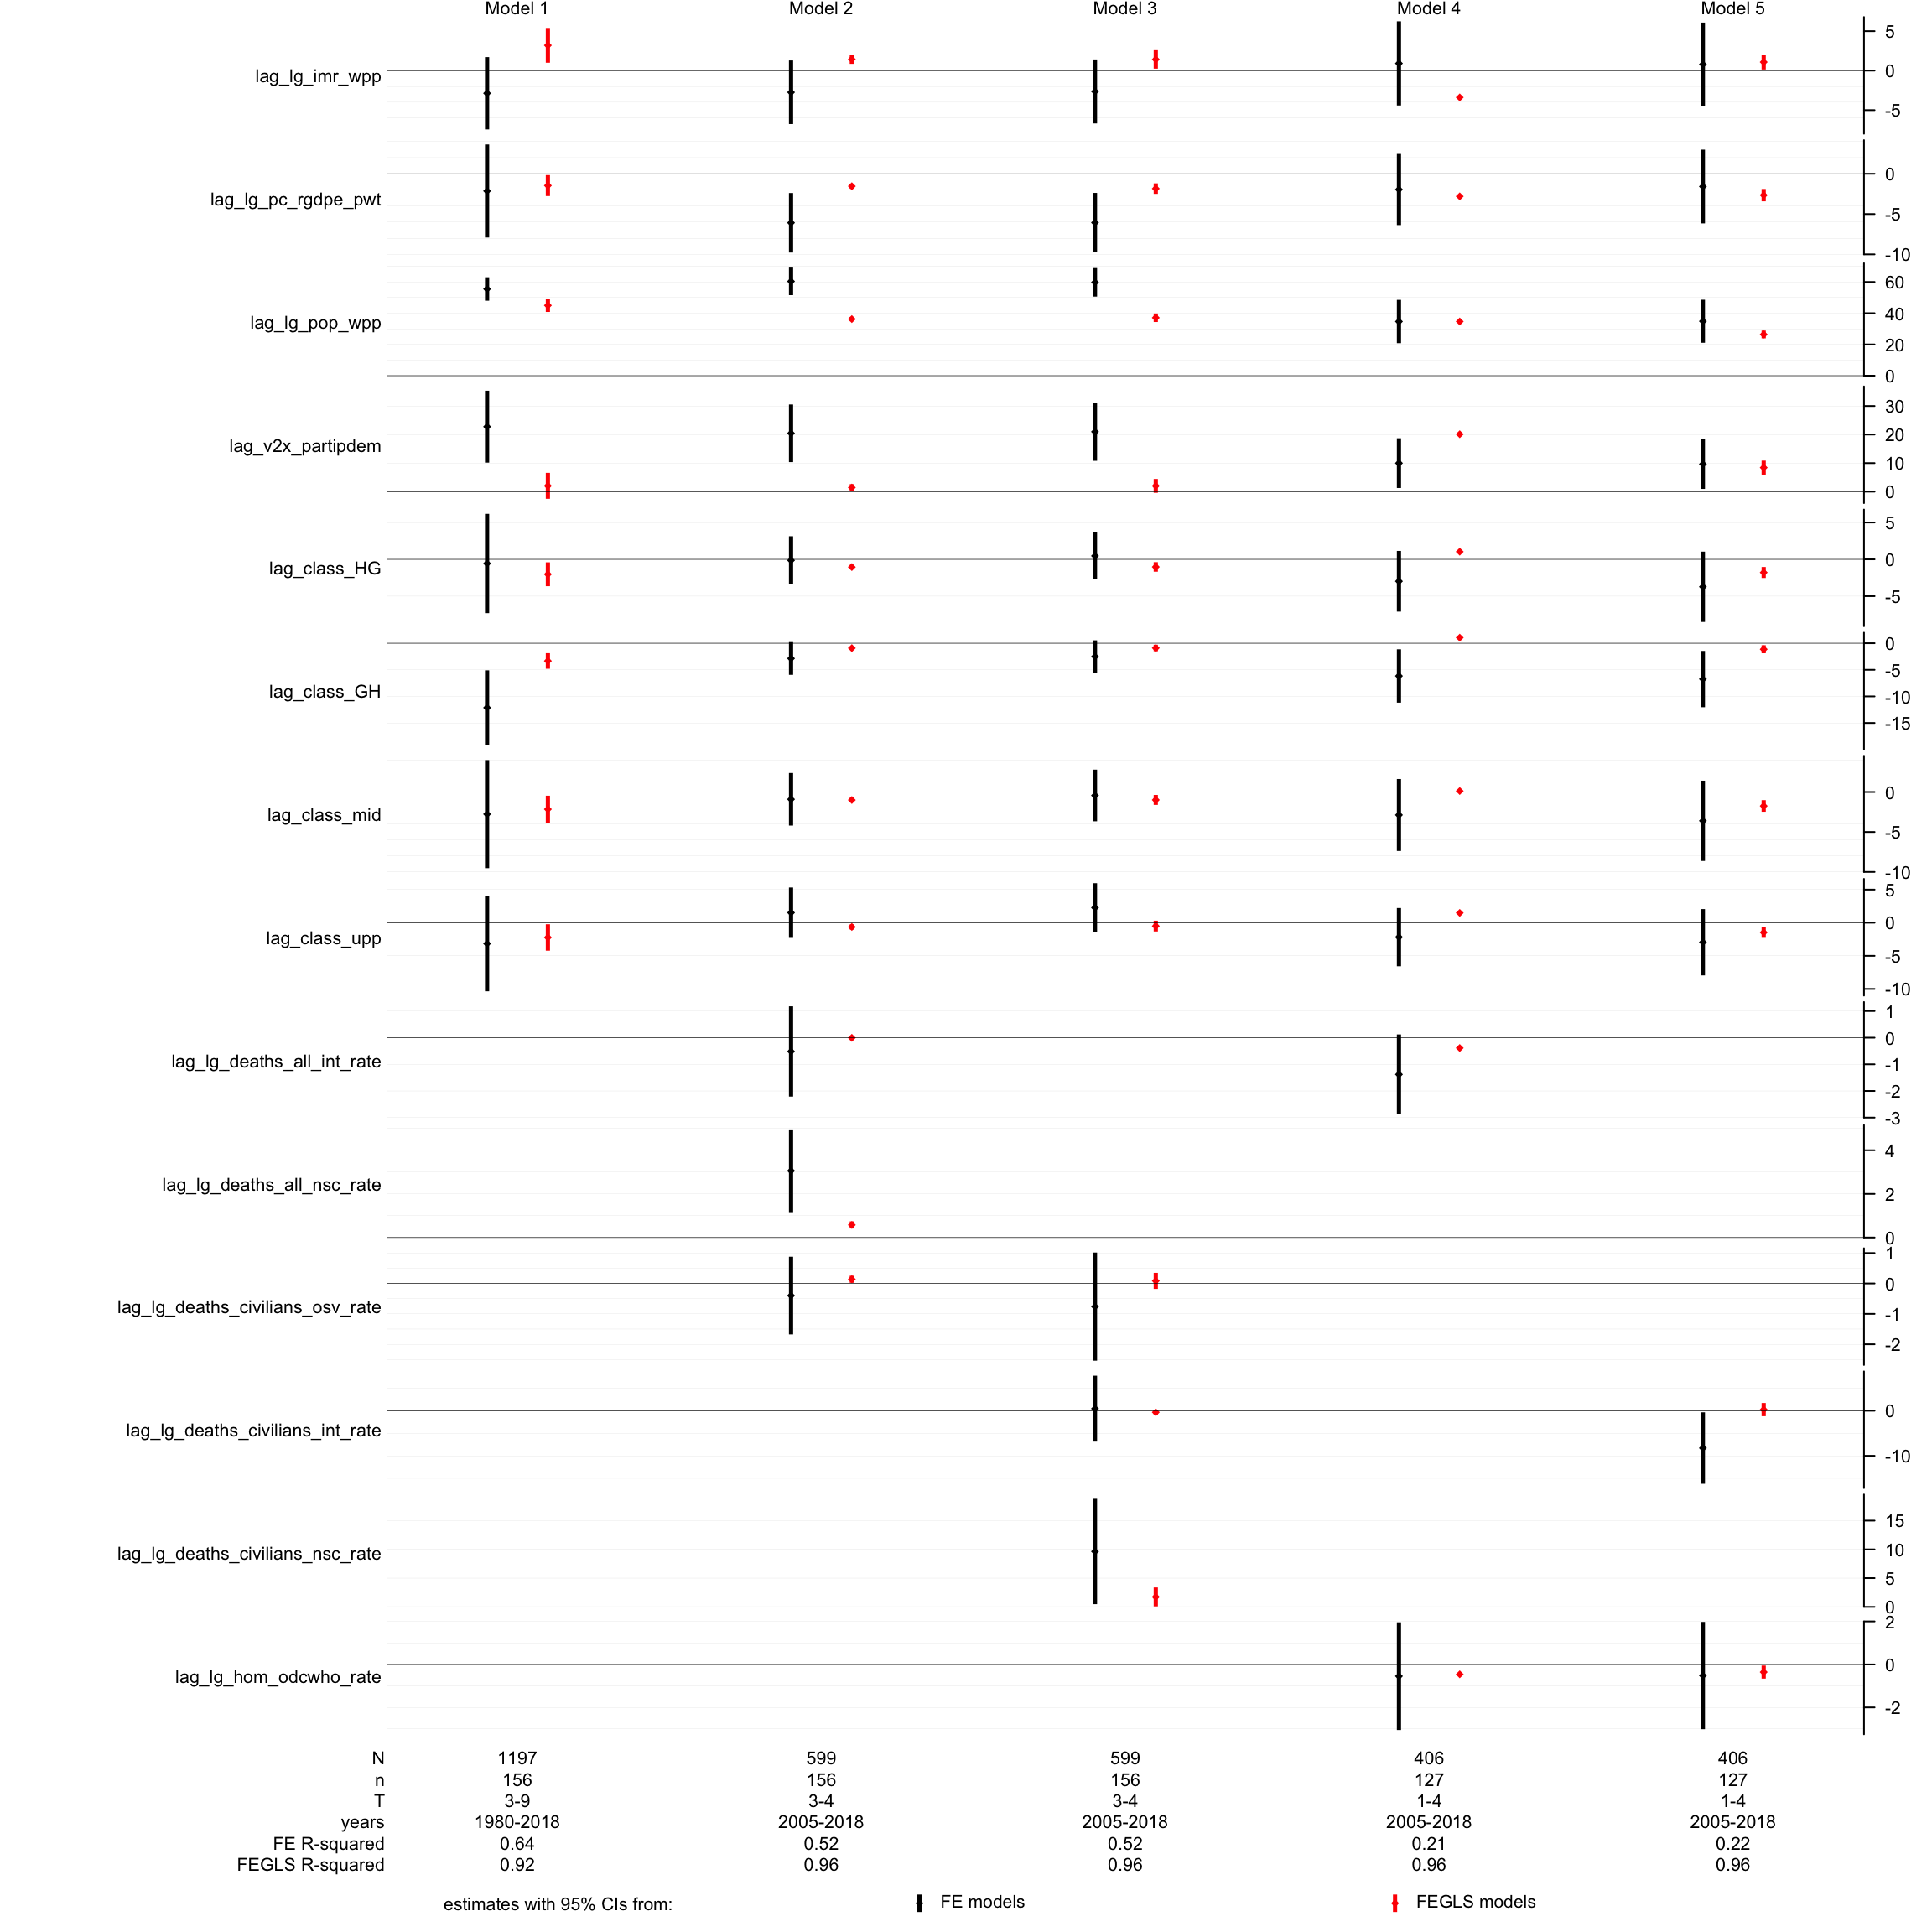 Model 1 Model 2 Model 3 Model 4 Model 5
lag_lg_imr_wpp
5
0
-5
lag_lg_pc_rgdpe_pwt
0
-5
-10
lag_lg_pop_wpp
60
40
20
0
lag_v2x_partipdem
30
20
10
0
lag_class_HG
5
0
-5
lag_class_GH
0
-5
-10
-15
lag_class_mid
0
-5
-10
lag_class_upp
5
0
-5
-10
lag_lg_deaths_all_int_rate
1
0
-1
-2
-3
lag_lg_deaths_all_nsc_rate
4
2
0
lag_lg_deaths_civilians_osv_rate
1
0
-1
-2
lag_lg_deaths_civilians_int_rate
0
-10
lag_lg_deaths_civilians_nsc_rate
15
10
5
0
lag_lg_hom_odcwho_rate
2
0
-2
N 1197 599 599 406 406
n 156 156 156 127 127
T 3-9 3-4 3-4 1-4 1-4
years 1980-2018 2005-2018 2005-2018 2005-2018 2005-2018
FE R-squared 0.64 0.52 0.52 0.21 0.22
FEGLS R-squared 0.92 0.96 0.96 0.96 0.96
estimates with 95% CIs from: FE models FEGLS models